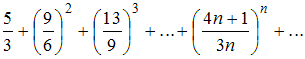 5/3 + (9/6)^2 + (13/9)^3 + ... + ((4n+1)/3n)^n + ...